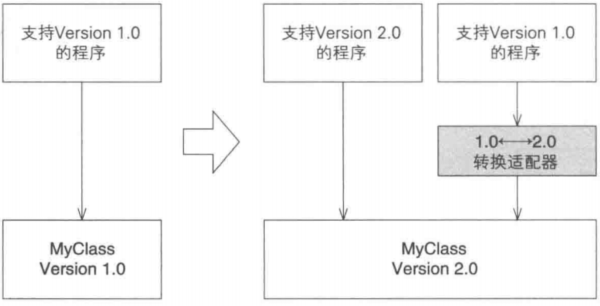 支持Version 1.0
的程序
支持Version 2.0
的程序
支持Version 1.0
的程序
1.0←→2.0
转换适配器
MyClass
Version 1.0
MyClass
Version 2.0